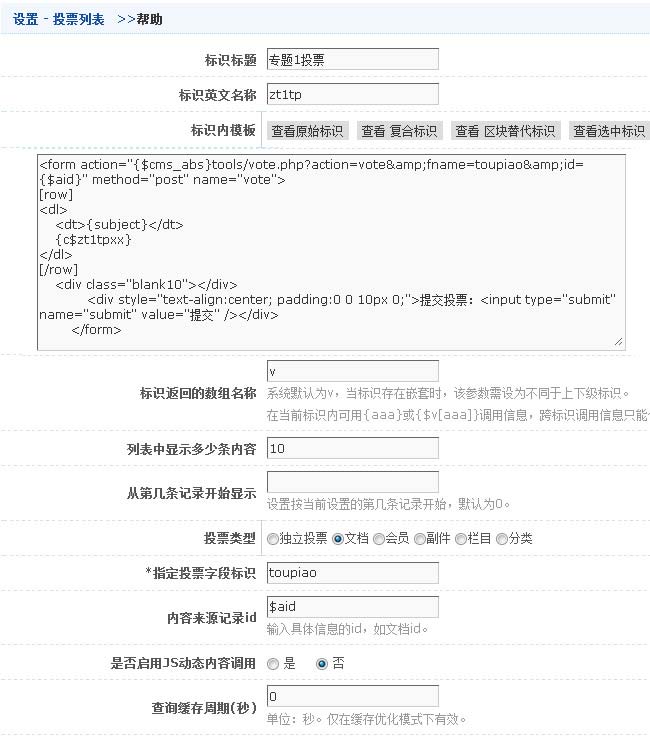 设置 - 投票列表 >>帮助
标识标题 专题1投票
标识英文名称 zt1tp
标识内模板 查看原始标识 查看 复合标识 查看 区块替代标识 查看选中标识
<form action="{$cms_abs}tools/vote.php?action=vote&amp;fname=toupiao&amp;id=
{$aid}" method="post" name="vote">
[row]
<dl>
<dt>{subject}</dt>
{c$zt1tpxx}
</dl>
[/row]
<div class="blank10"></div>
<div style="text-align:center; padding:0 0 10px 0;">提交投票：<input type="submit"
name="submit" value="提交" /></div>
</form>
标识返回的数组名称 v
系统默认为v，当标识存在嵌套时，该参数需设为不同于上下级标识。
在当前标识内可用{aaa}或{$v[aaa]}调用信息，跨标识调用信息只能
列表中显示多少条内容 10
从第几条记录开始显示
设置按当前设置的第几条记录开始，默认为0。
投票类型 独立投票 文档 会员 副件 栏目 分类
*指定投票字段标识 toupiao
内容来源记录id $aid
输入具体信息的id，如文档id。
是否启用JS动态内容调用 是 否
查询缓存周期(秒) 0
单位：秒。仅在缓存优化模式下有效。